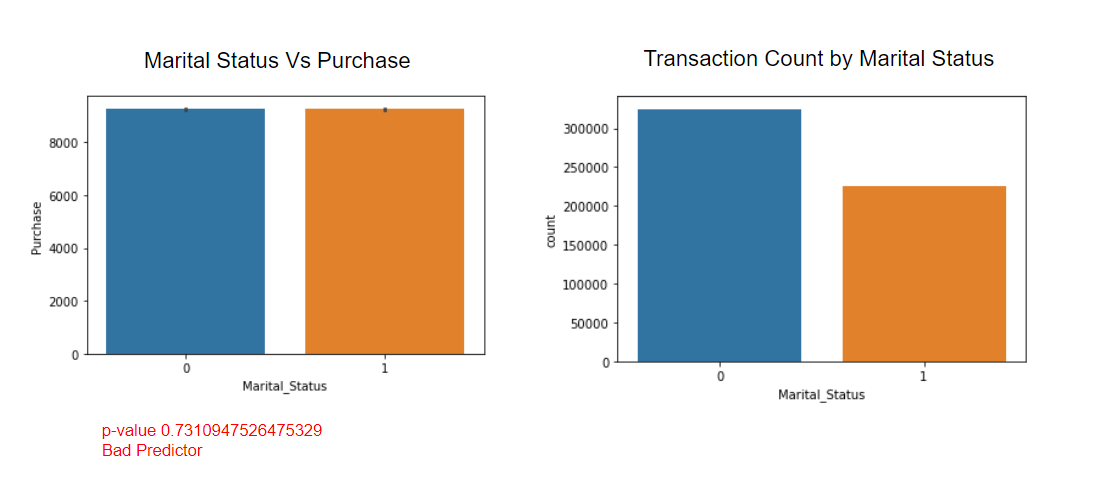 Marital Status Vs Purchase
8000
6000
4000
2000
0
Purchase
0
1
Marital_Status
p-value 0.7310947526475329
Bad Predictor
Transaction Count by Marital Status
300000
250000
200000
150000
100000
50000
0
count
0
1
Marital_Status